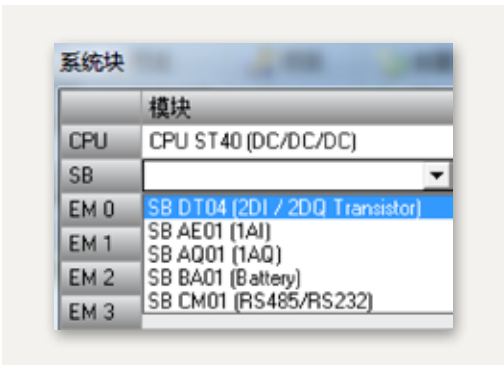 系统块
模块
CPU CPU ST40 (DC/DC/DC)
SB
EM 0 SB DT04 (2DI / 2DQ Transistor)
SB AE01 (1AI)
EM 1 SB AQ01 (1AQ)
EM 2 SB BA01 (Battery)
EM 3 SB CM01 (RS485/RS232)